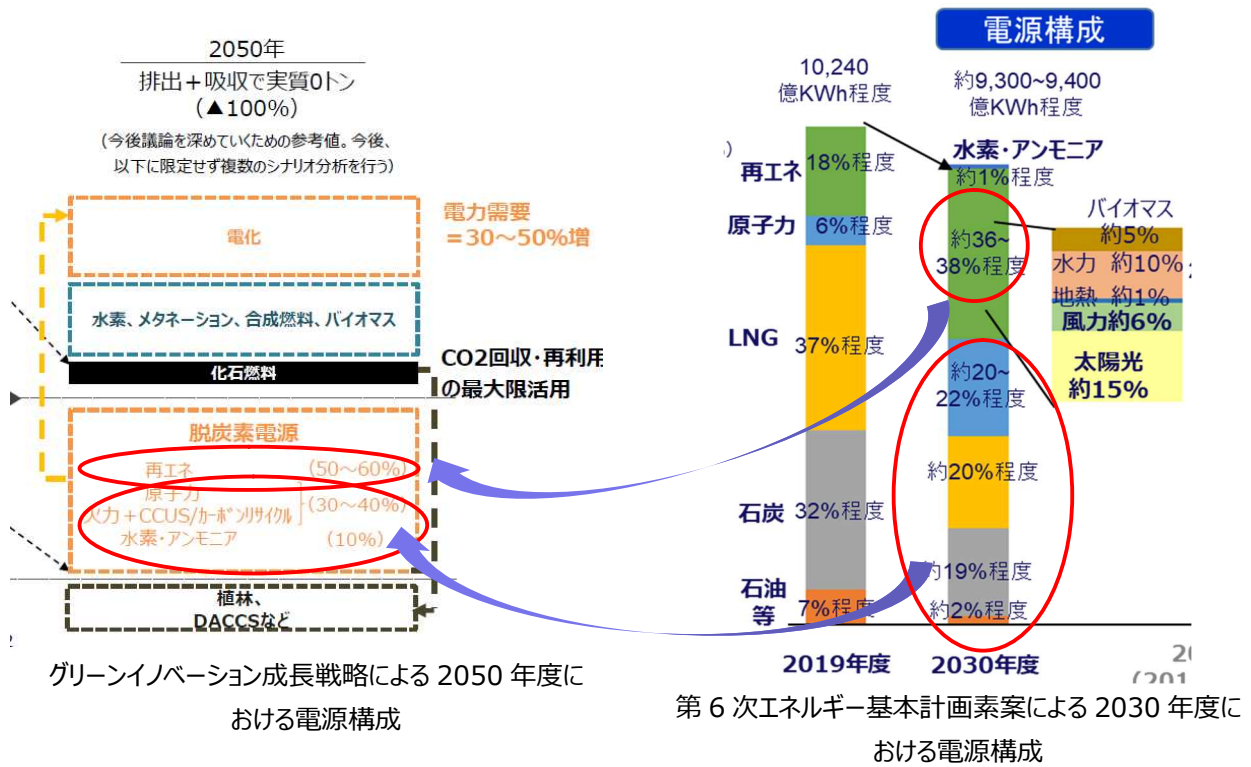 2050年
排出+吸収で実質0トン
(▲100%)
(今後議論を深めていくための参考値。今後、
以下に限定せず複数のシナリオ分析を行う)
電化
電力需要
=30~50%増
水素、メタネーション、合成燃料、バイオマス
化石燃料
CO2回収・再利用
の最大限活用
脱炭素電源
再エネ (50~60%)
原子力
火力+CCUS/カーボンリサイクル (30~40%)
水素・アンモニア (10%)
植林、
DACCSなど
グリーンイノベーション成長戦略による 2050 年度に
おける電源構成
電源構成
10,240
億KWh程度
約9,300~9,400
億KWh程度
水素・アンモニア
約1%程度
再エネ 18%程度
原子力 6%程度
LNG 37%程度
石炭 32%程度
石油
等 7%程度
約36~
38%程度
約20~
22%程度
約20%程度
約19%程度
約2%程度
バイオマス
約5%
水力 約10%
地熱 約1%
風力約6%
太陽光
約15%
2019年度 2030年度
第 6 次エネルギー基本計画素案による 2030 年度に
おける電源構成